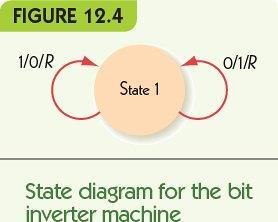 FIGURE 12.4
1/0/R
State 1
0/1/R
State diagram for the bit
inverter machine